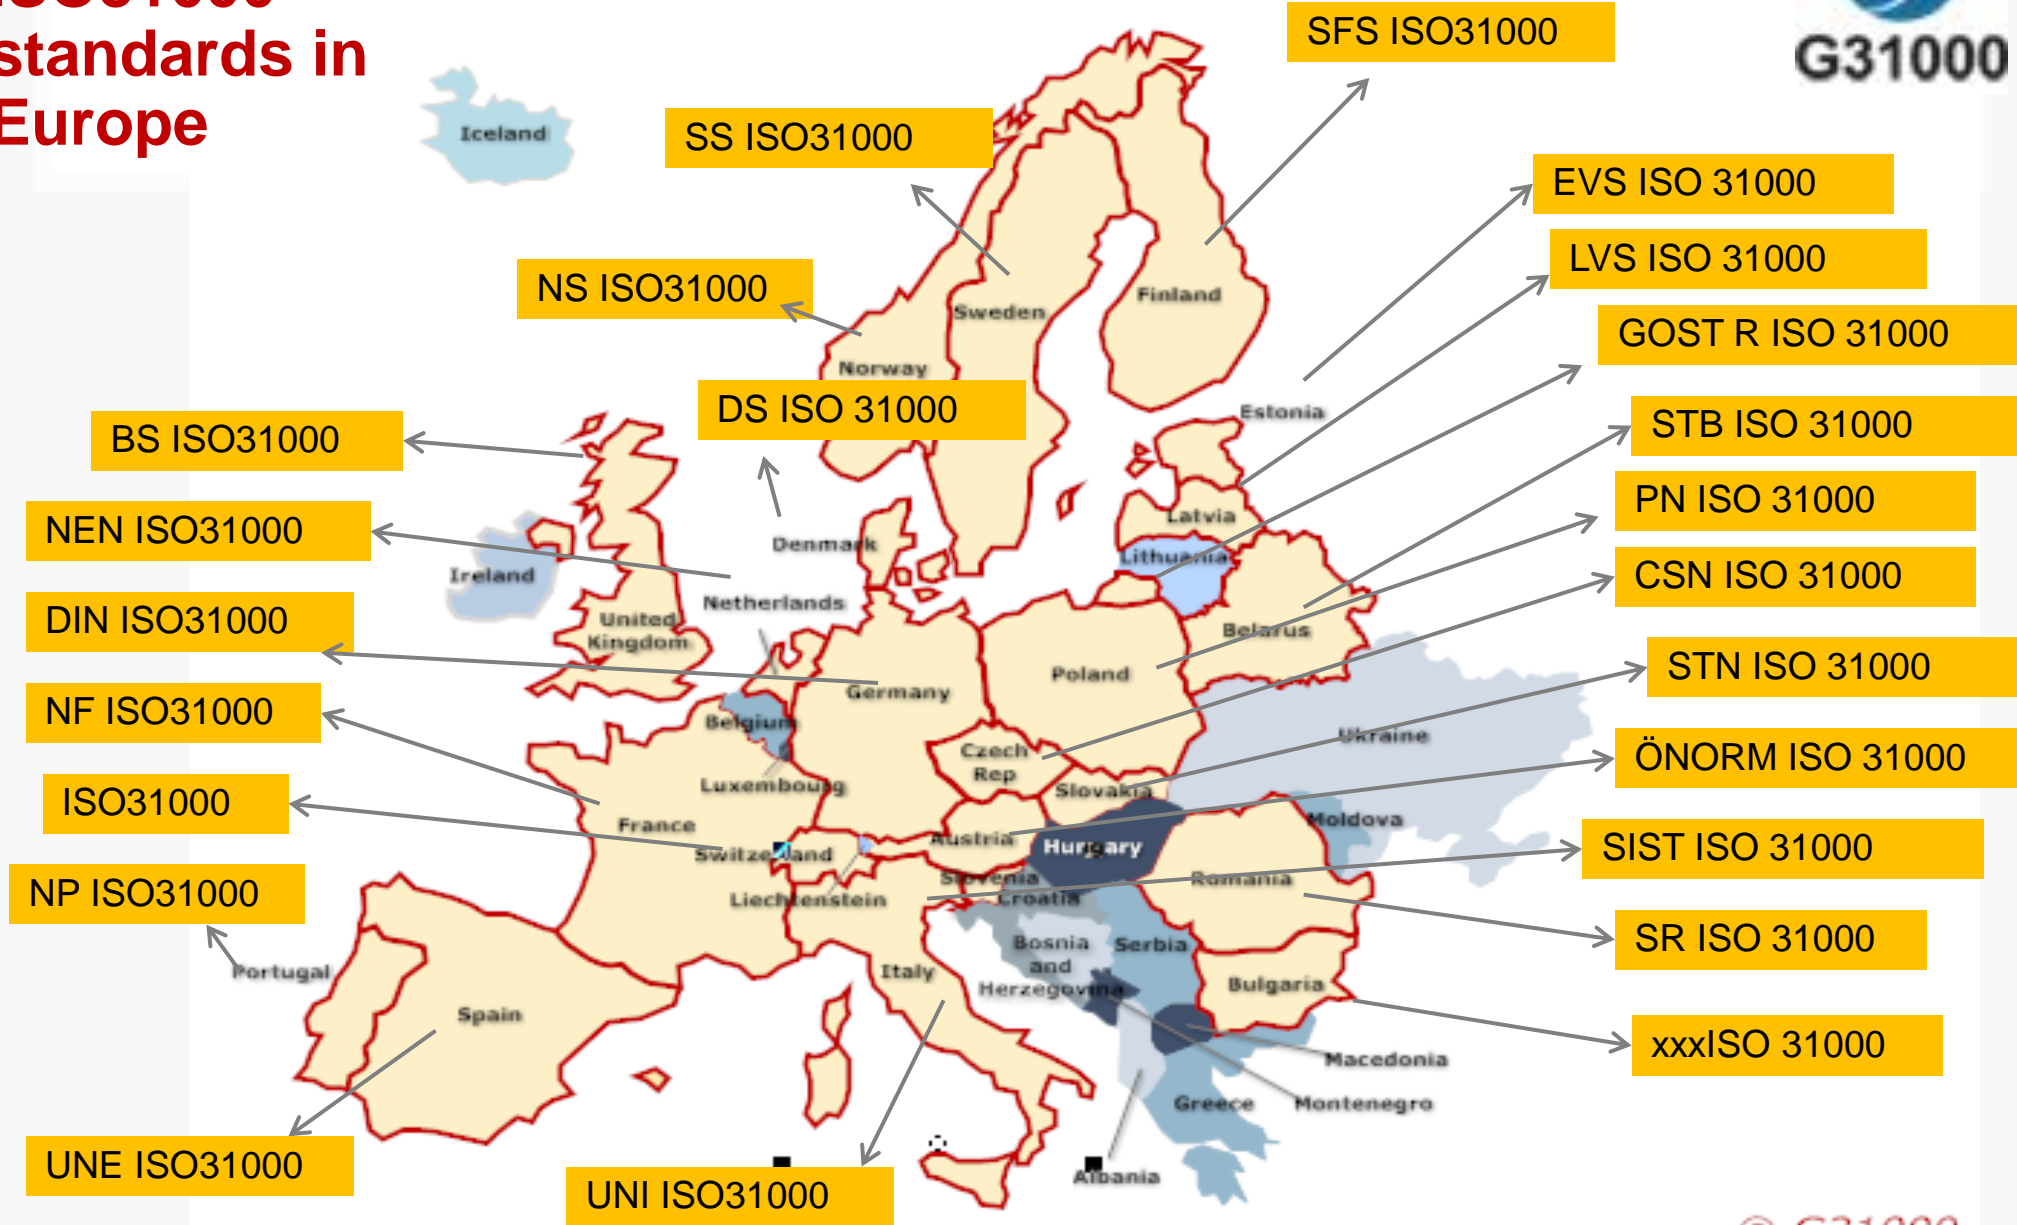 ISO31000
standards in
Europe
G31000
SFS ISO31000
SS ISO31000
EVS ISO 31000
LVS ISO 31000
NS ISO31000
GOST R ISO 31000
DS ISO 31000
STB ISO 31000
BS ISO31000
PN ISO 31000
NEN ISO31000
CSN ISO 31000
DIN ISO31000
STN ISO 31000
NF ISO31000
ÖNORM ISO 31000
ISO31000
SIST ISO 31000
NP ISO31000
SR ISO 31000
xxxISO 31000
UNE ISO31000
UNI ISO31000
Iceland
Norway
Sweden
Finland
Estonia
Latvia
Lithuania
Denmark
Ireland
United
Kingdom
Netherlands
Belarus
Poland
Germany
Belgium
Luxembourg
Czech
Rep
Slovakia
Ukraine
Moldova
France
Switzerland
Liechtenstein
Austria
Hungary
Slovenia
Croatia
Romania
Bosnia
and
Herzegovina
Serbia
Italy
Bulgaria
Portugal
Spain
Macedonia
Montenegro
Greece
Albania
© G31000